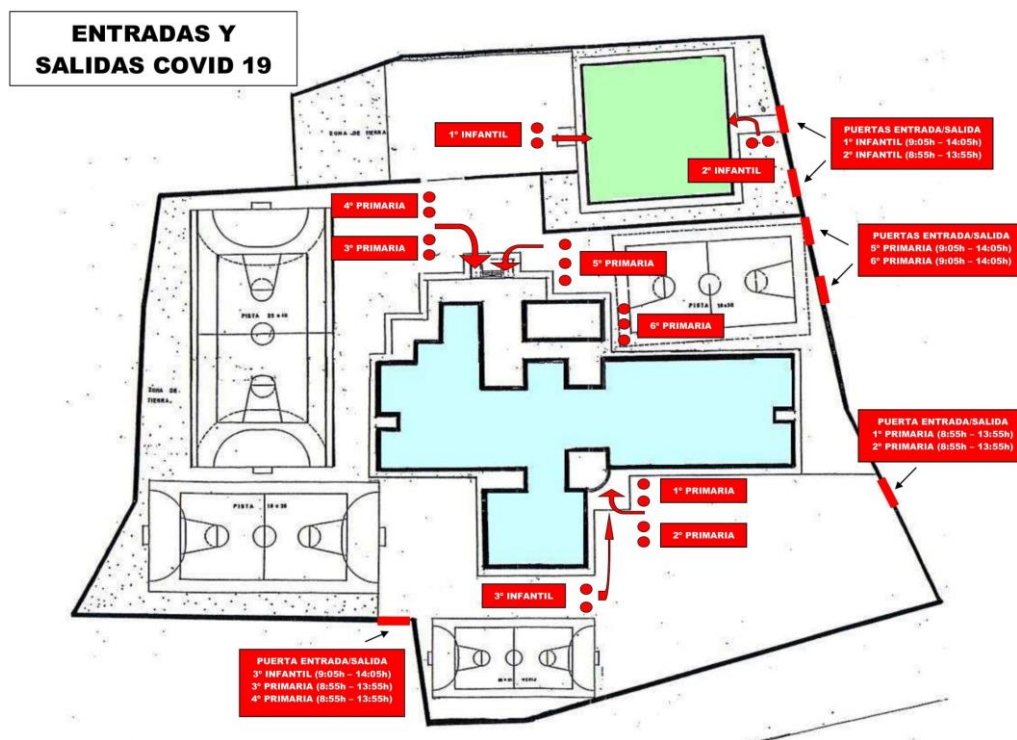 ENTRADAS Y
SALIDAS COVID 19
ZONA DE TIERRA
1º INFANTIL
2º INFANTIL
PUERTAS ENTRADA/SALIDA
1º INFANTIL (9:05h – 14:05h)
2º INFANTIL (8:55h – 13:55h)
4º PRIMARIA
3º PRIMARIA
5º PRIMARIA
6º PRIMARIA
PUERTAS ENTRADA/SALIDA
5º PRIMARIA (9:05h – 14:05h)
6º PRIMARIA (9:05h – 14:05h)
PISTA
PISTA
ZONA DE
TIERRA.
PUERTA ENTRADA/SALIDA
1º PRIMARIA (8:55h – 13:55h)
2º PRIMARIA (8:55h – 13:55h)
PISTA
1º PRIMARIA
2º PRIMARIA
3º INFANTIL
PISTA
PUERTA ENTRADA/SALIDA
3º INFANTIL (9:05h – 14:05h)
3º PRIMARIA (8:55h – 13:55h)
4º PRIMARIA (8:55h – 13:55h)